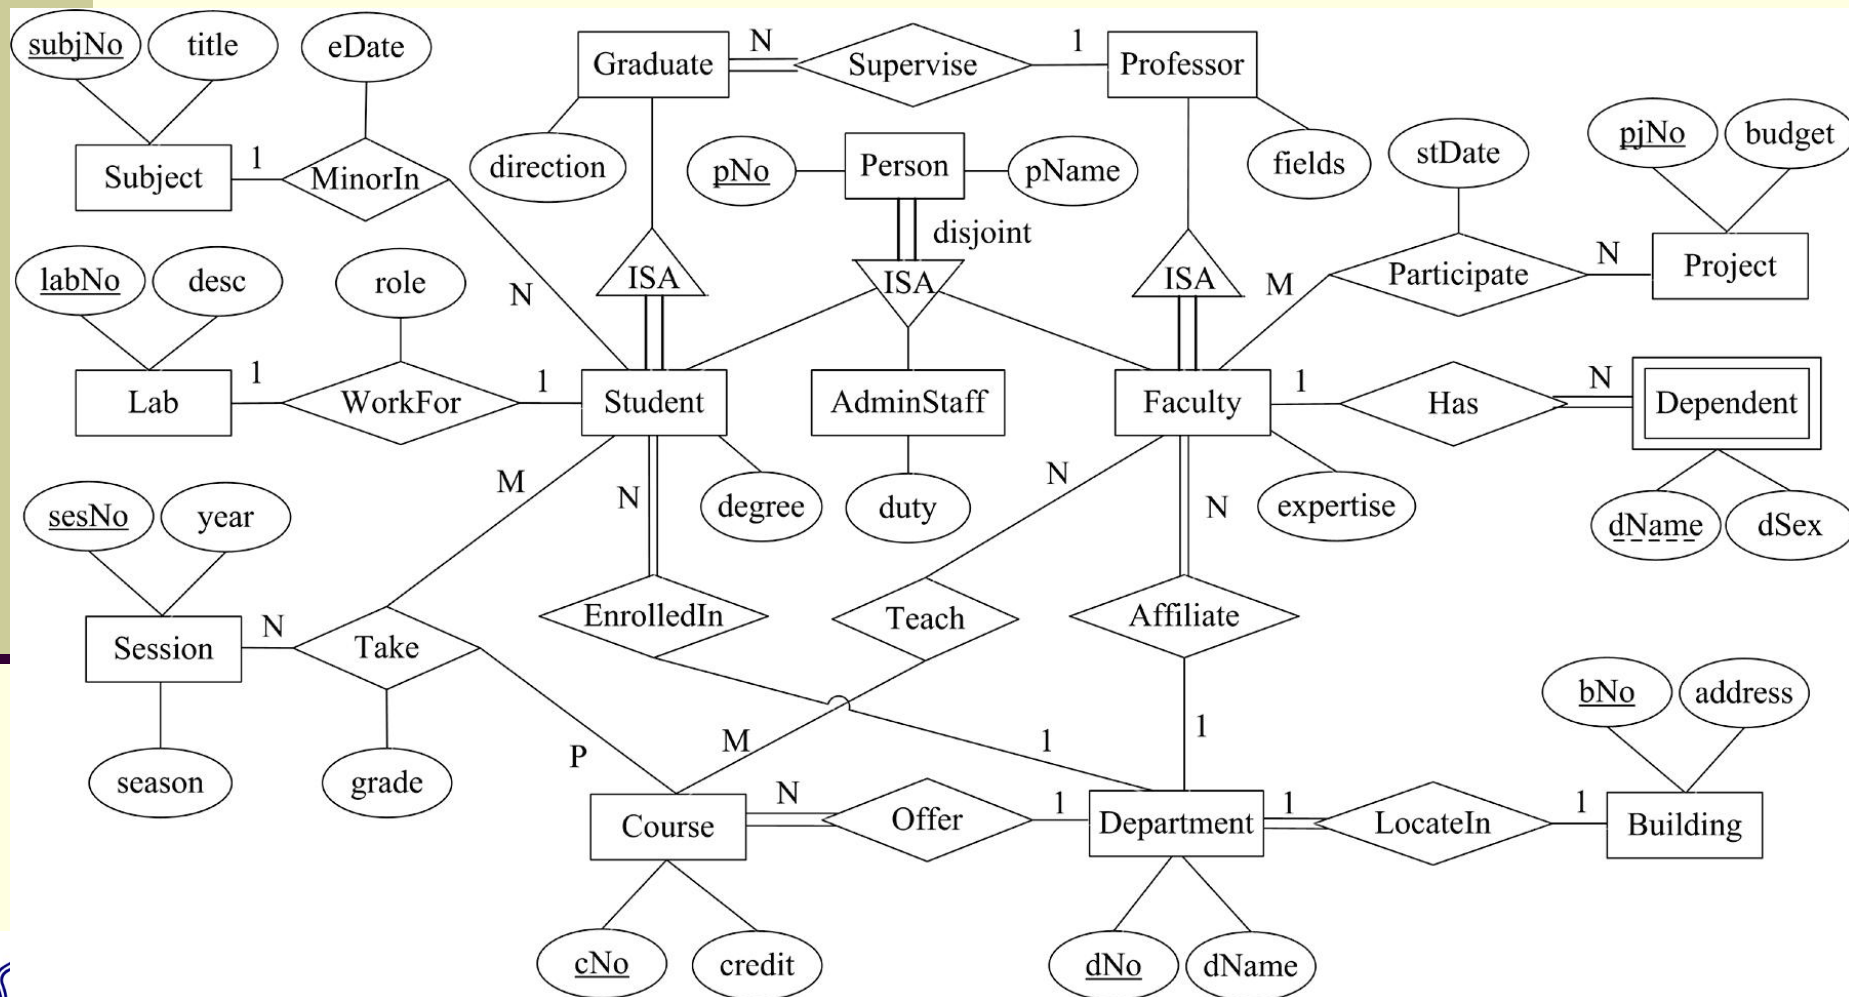 subjNo title eDate
Graduate N Supervise 1 Professor
pjNo budget
direction pNo Person pName fields stDate
Subject 1 MinorIn
disjoint
labNo desc role N ISA ISA ISA M Participate N Project
Lab 1 WorkFor 1 Student AdminStaff Faculty 1 Has N Dependent
M N degree duty N N expertise
sesNo year dName dSex
Session N Take EnrolledIn Teach Affiliate
bNo address
season grade P M 1 1
Course N Offer 1 Department 1 LocateIn 1 Building
cNo credit dNo dName